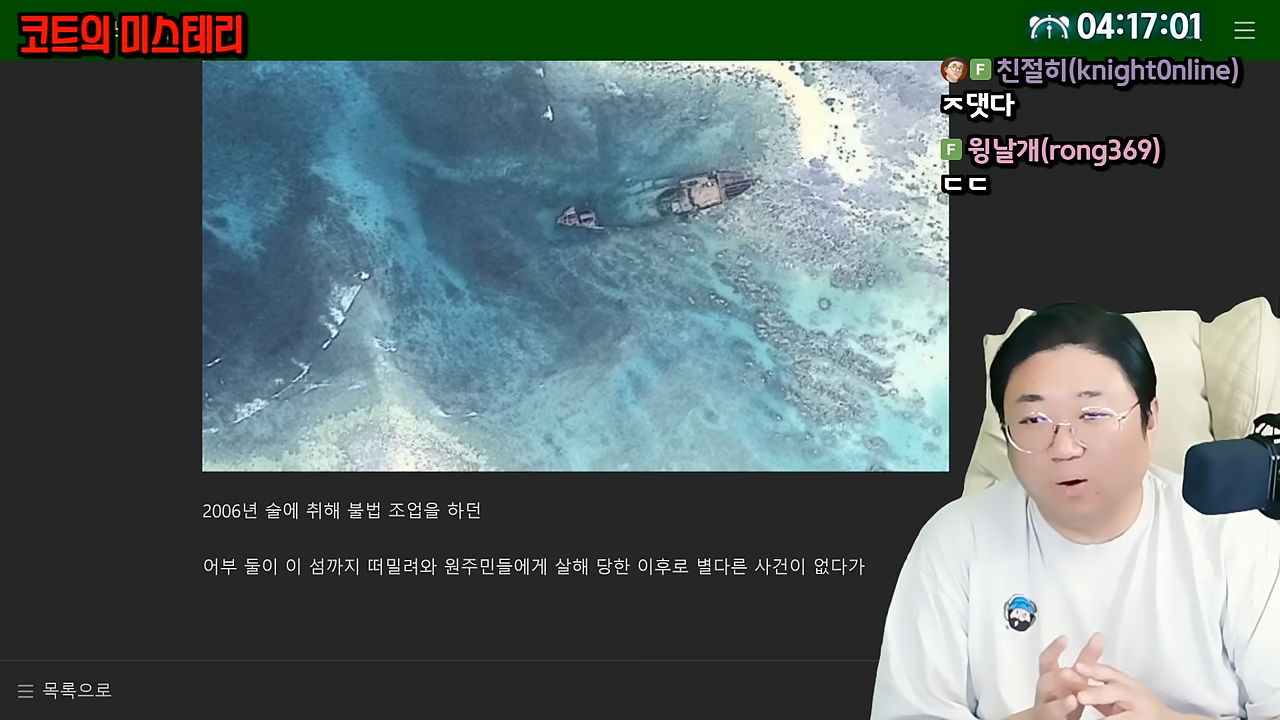 코트의 미스테리
04:17:01
F 친절히(knight0nline)
ㅈ댓다
F 윙날개(rong369)
ㄷㄷ
2006년 술에 취해 불법 조업을 하던
어부 둘이 이 섬까지 떠밀려와 원주민들에게 살해 당한 이후로 별다른 사건이 없다가
목록으로